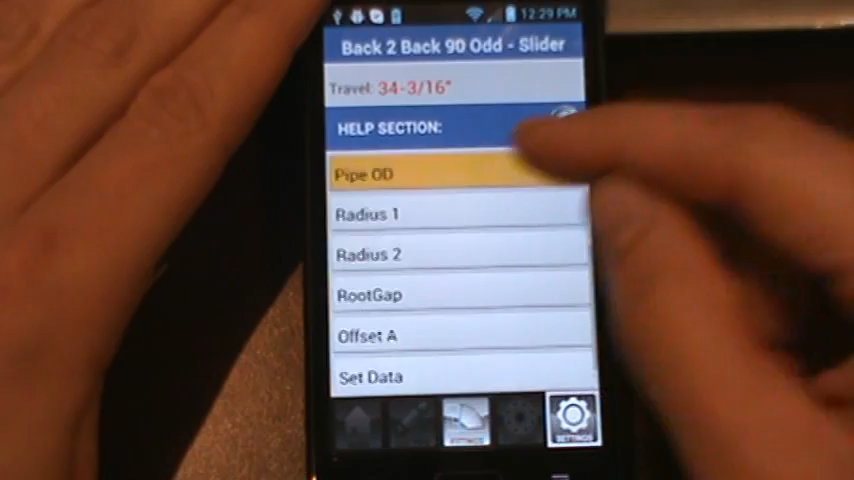 12:29 PM
Back 2 Back 90 Odd - Slider
Travel: 34-3/16"
HELP SECTION:
Pipe OD
Radius 1
Radius 2
RootGap
Offset A
Set Data
FITTINGS
SETTINGS